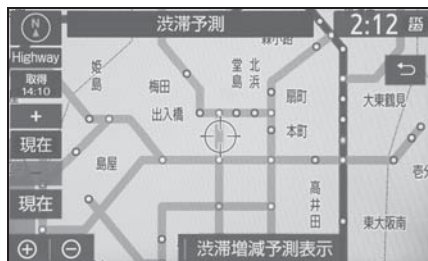 N
渋滞予測
2:12
Highway
取得
14:10
+
現在
−
現在
姫島
梅田
堂島
北浜
扇町
出入橋
大東鶴見
本町
島屋
高井田
東大阪南
渋滞増減予測表示